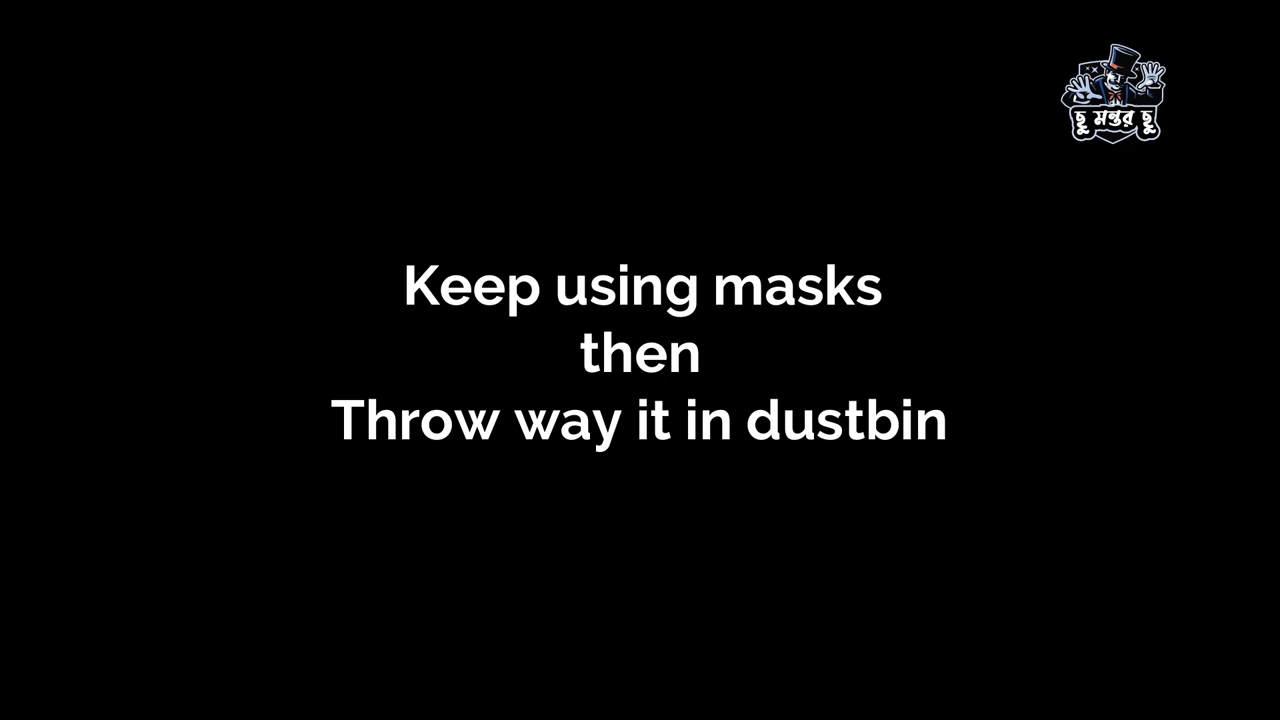 ছু মন্তর ছু
Keep using masks
then
Throw way it in dustbin